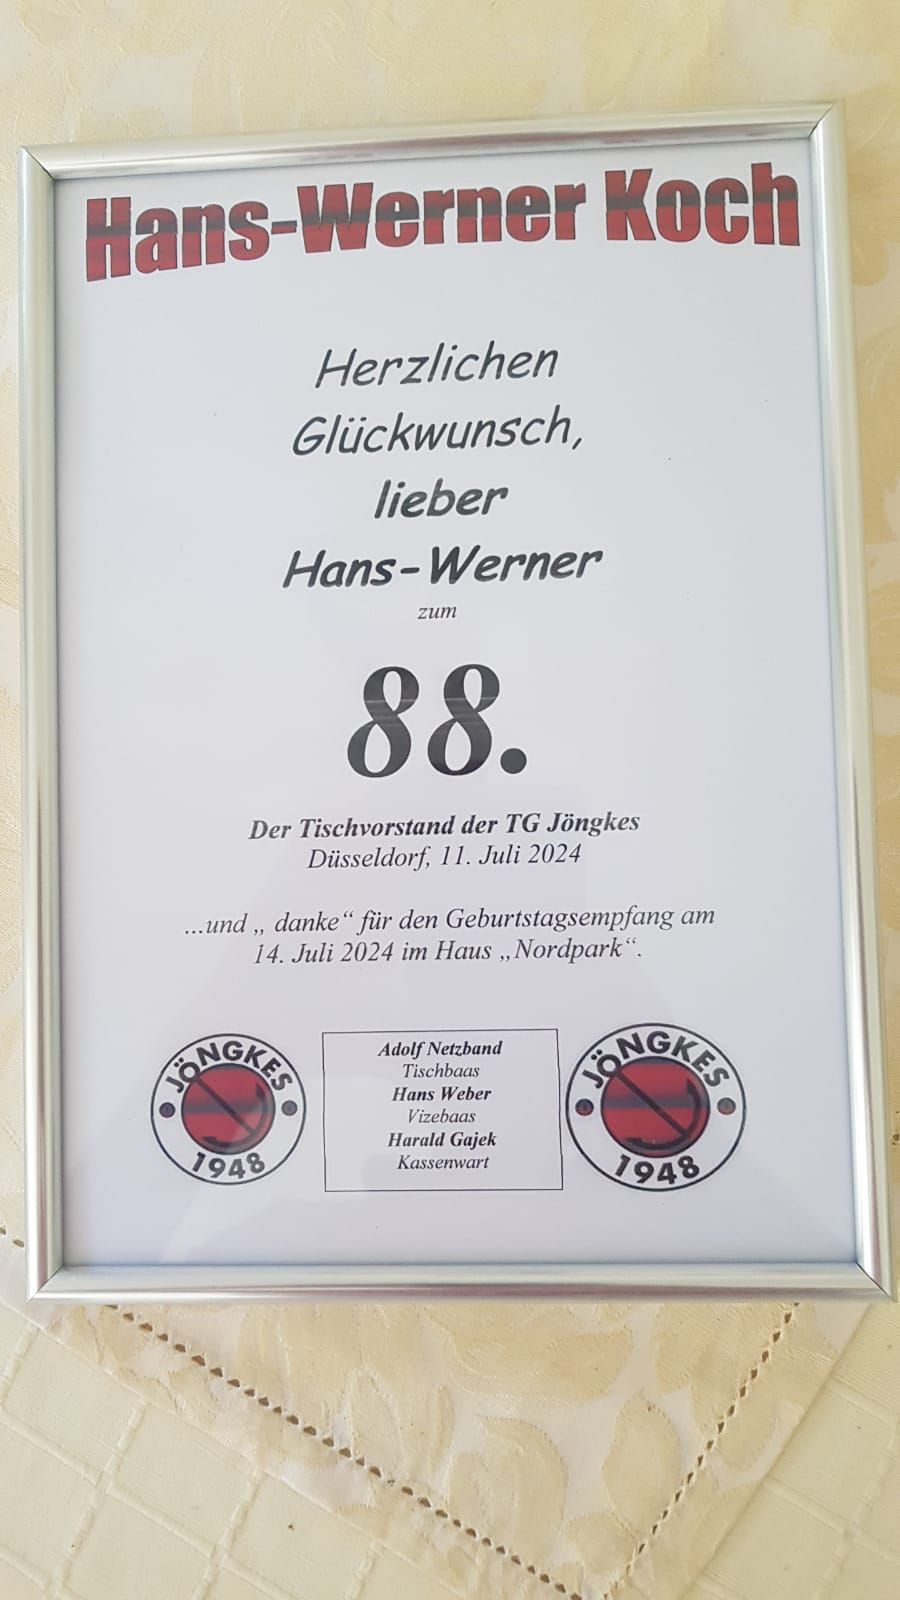 Hans-Werner Koch
Herzlichen
Glückwunsch,
lieber
Hans-Werner
zum
88.
Der Tischvorstand der TG Jöngkes
Düsseldorf, 11. Juli 2024
...und „ danke“ für den Geburtstagsempfang am
14. Juli 2024 im Haus „Nordpark“.
JÖNGKES
1948
Adolf Netzband
Tischbaas
Hans Weber
Vizebaas
Harald Gajek
Kassenwart
JÖNGKES
1948